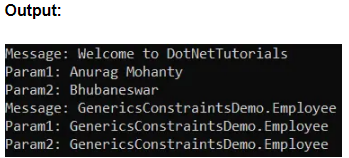 Output:
Message: Welcome to DotNetTutorials
Param1: Anurag Mohanty
Param2: Bhubaneswar
Message: GenericsConstraintsDemo.Employee
Param1: GenericsConstraintsDemo.Employee
Param2: GenericsConstraintsDemo.Employee